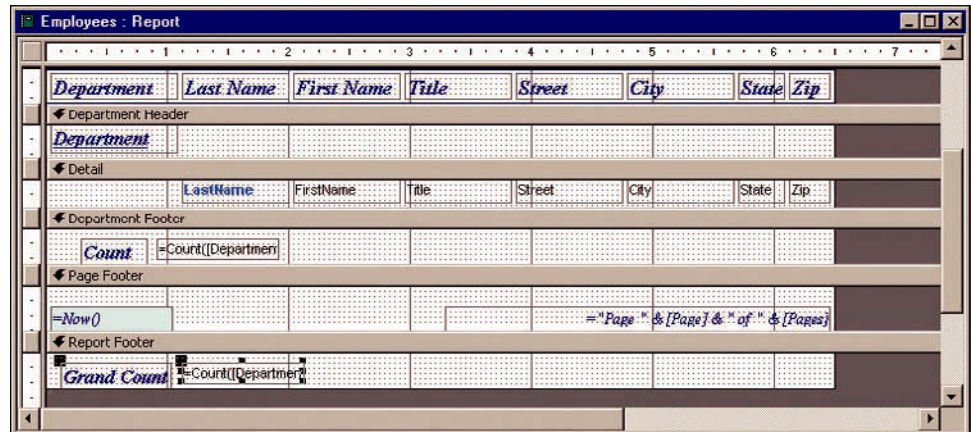 Employees : Report
1 2 3 4 5 6 7
Department Last Name First Name Title Street City State Zip
Department Header
Department
Detail
LastName FirstName Title Street City State Zip
Department Footer
Count =Count([Departmen
Page Footer
=Now() ="Page " & [Page] & " of " & [Pages]
Report Footer
Grand Count =Count([Departmen